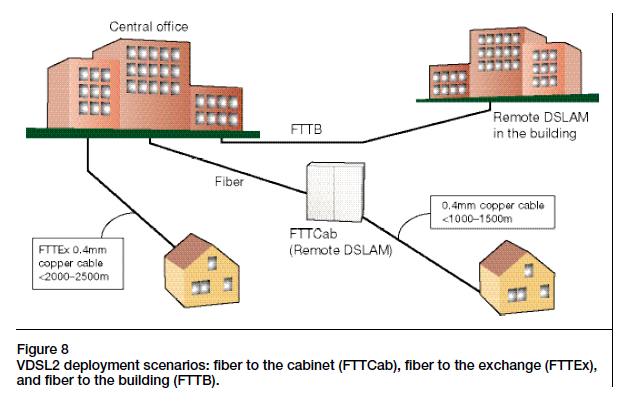 Central office
FTTB
Remote DSLAM
in the building
Fiber
FTTCab
(Remote DSLAM)
0.4mm copper cable
<1000–1500m
FTTEx 0.4mm
copper cable
<2000–2500m
Figure 8
VDSL2 deployment scenarios: fiber to the cabinet (FTTCab), fiber to the exchange (FTTEx),
and fiber to the building (FTTB).